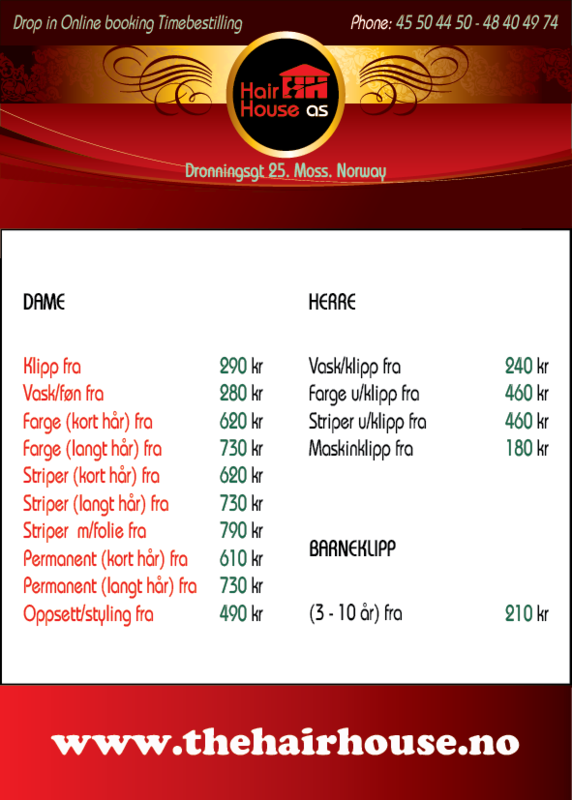 Drop in Online booking Timebestilling
Phone: 45 50 44 50 - 48 40 49 74
Hair
House as
Dronningsgt 25. Moss. Norway
DAME
Klipp fra 290 kr
Vask/føn fra 280 kr
Farge (kort hår) fra 620 kr
Farge (langt hår) fra 730 kr
Striper (kort hår) fra 620 kr
Striper (langt hår) fra 730 kr
Striper m/folie fra 790 kr
Permanent (kort hår) fra 610 kr
Permanent (langt hår) fra 730 kr
Oppsett/styling fra 490 kr
HERRE
Vask/klipp fra 240 kr
Farge u/klipp fra 460 kr
Striper u/klipp fra 460 kr
Maskinklipp fra 180 kr
BARNEKLIPP
(3 - 10 år) fra 210 kr
www.thehairhouse.no